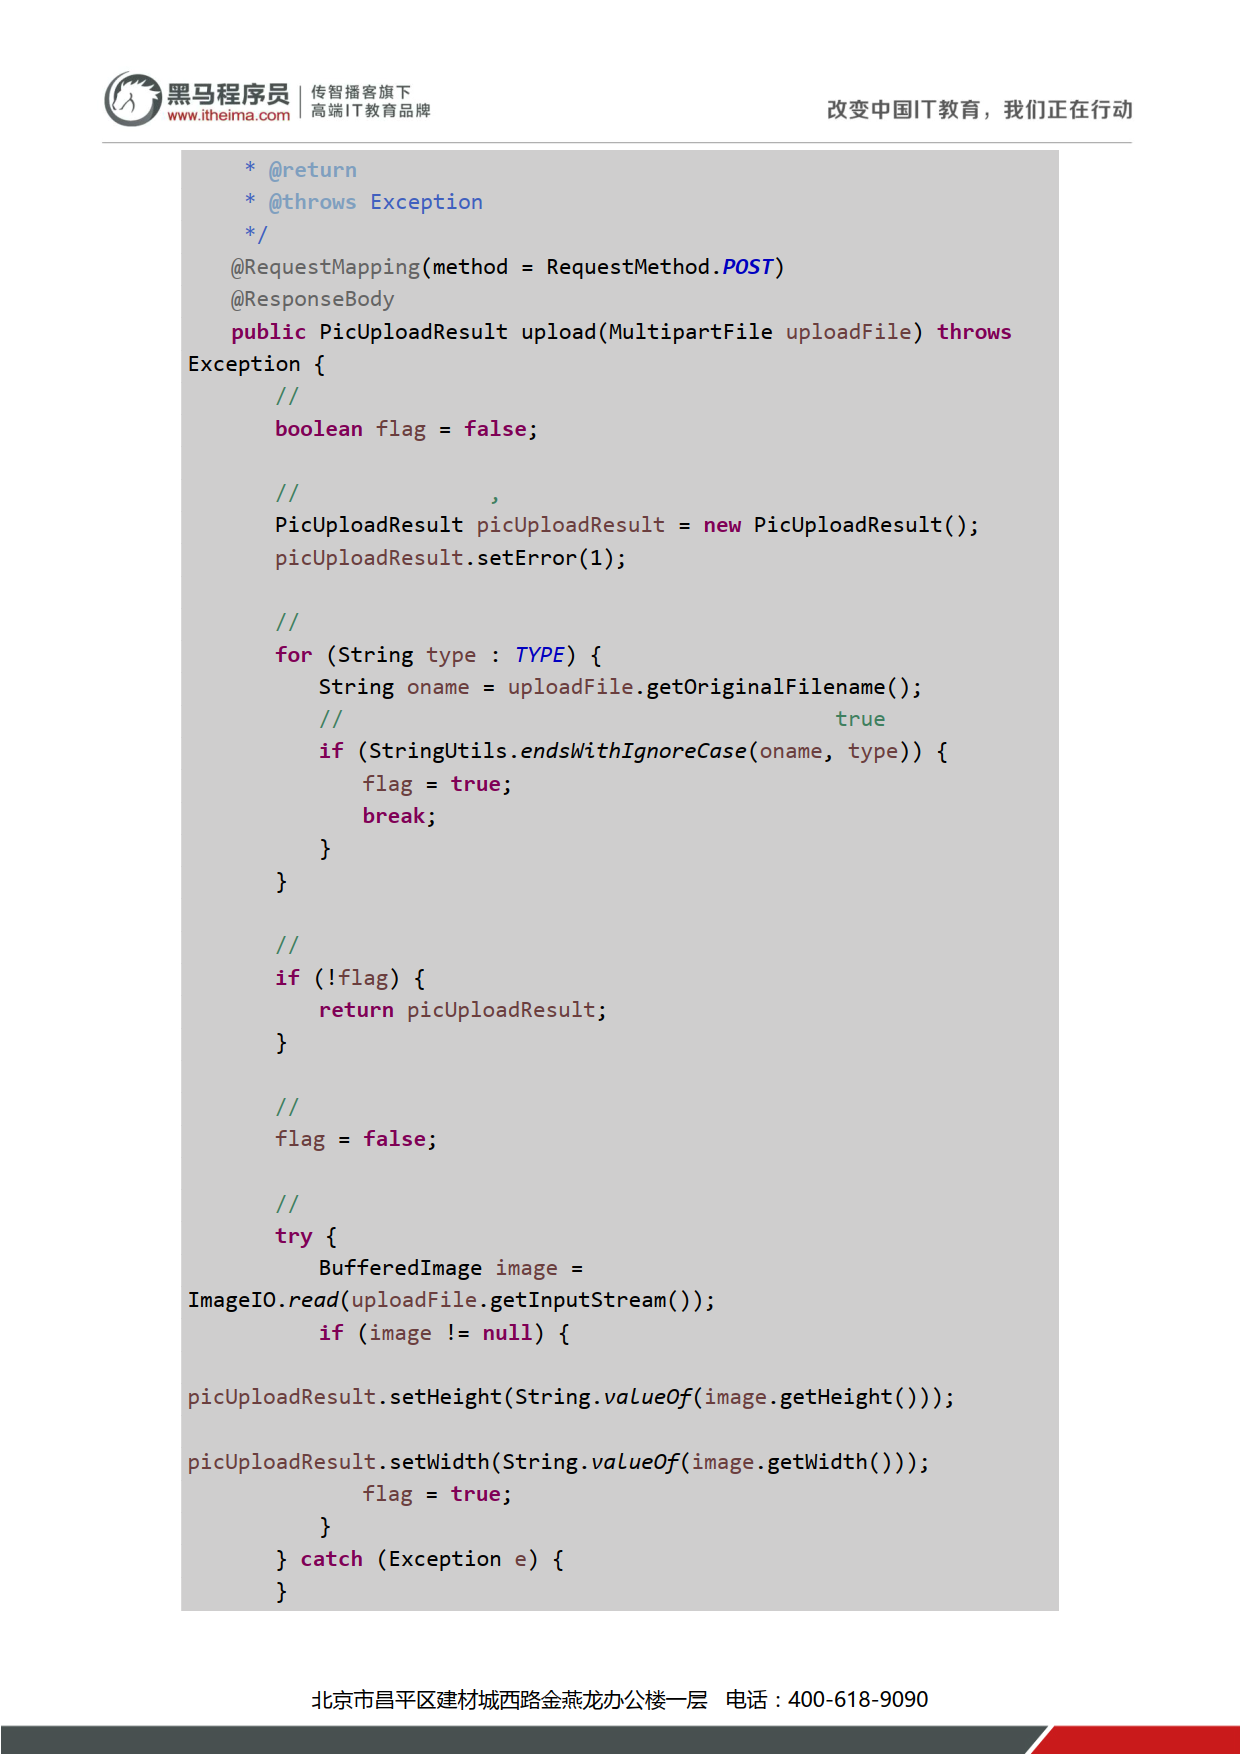 黑马程序员
www.itheima.com
传智播客旗下
高端IT教育品牌
改变中国IT教育，我们正在行动
* @return
* @throws Exception
*/
@RequestMapping(method = RequestMethod.POST)
@ResponseBody
public PicUploadResult upload(MultipartFile uploadFile) throws
Exception {
//
boolean flag = false;
// ,
PicUploadResult picUploadResult = new PicUploadResult();
picUploadResult.setError(1);
//
for (String type : TYPE) {
String oname = uploadFile.getOriginalFilename();
// true
if (StringUtils.endsWithIgnoreCase(oname, type)) {
flag = true;
break;
}
}
//
if (!flag) {
return picUploadResult;
}
//
flag = false;
//
try {
BufferedImage image =
ImageIO.read(uploadFile.getInputStream());
if (image != null) {
picUploadResult.setHeight(String.valueOf(image.getHeight()));
picUploadResult.setWidth(String.valueOf(image.getWidth()));
flag = true;
}
} catch (Exception e) {
}
北京市昌平区建材城西路金燕龙办公楼一层 电话：400-618-9090